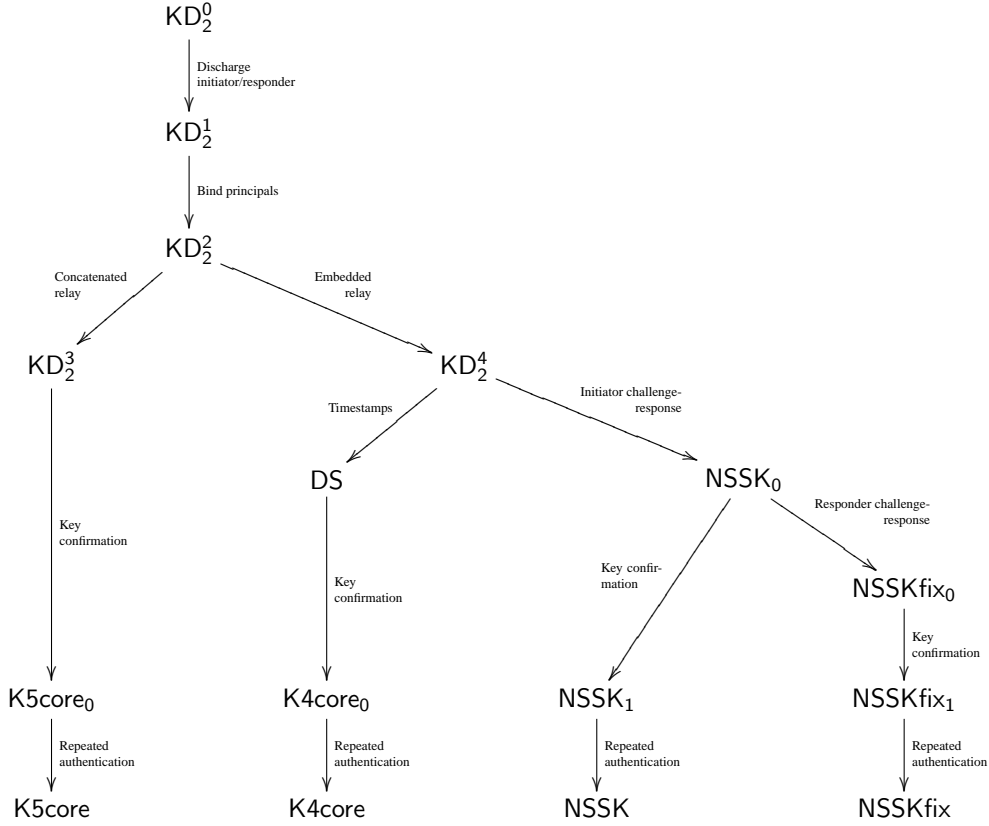 KD₂⁰
Discharge
initiator/responder
KD₂¹
Bind principals
KD₂²
Concatenated
relay
Embedded
relay
KD₂³
KD₂⁴
Timestamps
Initiator challenge-
response
DS
NSSK₀
Responder challenge-
response
Key
confirmation
Key
confirmation
Key confir-
mation
NSSKfix₀
Key
confirmation
K5core₀
K4core₀
NSSK₁
NSSKfix₁
Repeated
authentication
Repeated
authentication
Repeated
authentication
Repeated
authentication
K5core
K4core
NSSK
NSSKfix